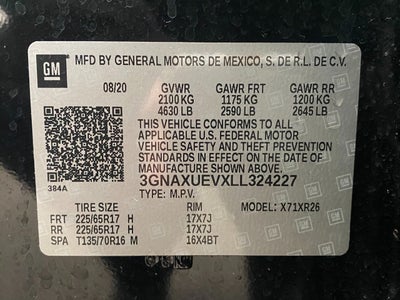 GM MFD BY GENERAL MOTORS DE MEXICO, S. DE R.L. DE C.V.
08/20 GVWR GAWR FRT GAWR RR
2100 KG 1175 KG 1200 KG
4630 LB 2590 LB 2645 LB
THIS VEHICLE CONFORMS TO ALL
APPLICABLE U.S. FEDERAL MOTOR
VEHICLE SAFETY AND THEFT
PREVENTION STANDARDS IN EFFECT
ON THE DATE OF
MANUFACTURE SHOWN ABOVE.
384A 3GNAXUEVXLL324227
TYPE: M.P.V.
MODEL: X71XR26
TIRE SIZE RIM
FRT 225/65R17 H 17X7J
RR 225/65R17 H 17X7J
SPA T135/70R16 M 16X4BT